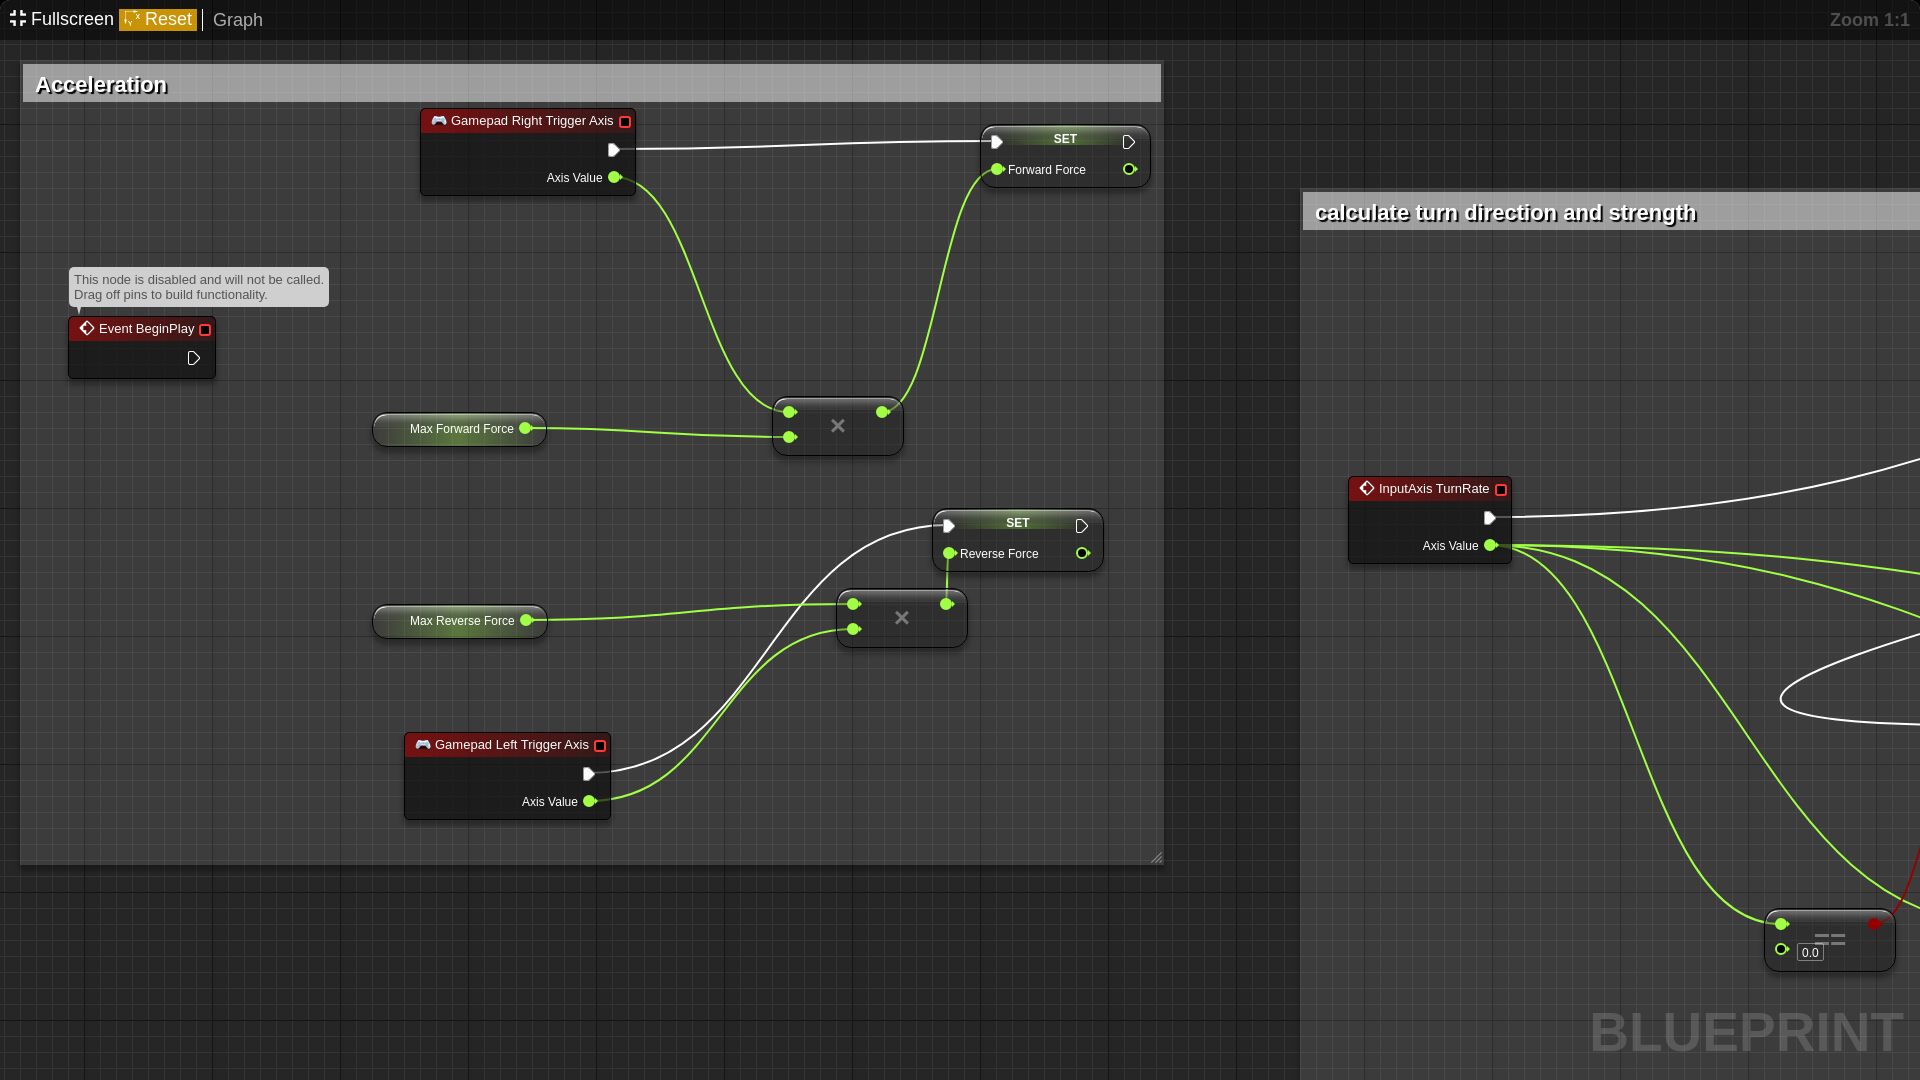 Fullscreen Reset Graph
Zoom 1:1
Acceleration
Gamepad Right Trigger Axis
Axis Value
SET
Forward Force
calculate turn direction and strength
This node is disabled and will not be called.
Drag off pins to build functionality.
Event BeginPlay
Max Forward Force
×
InputAxis TurnRate
Axis Value
SET
Reverse Force
Max Reverse Force
×
Gamepad Left Trigger Axis
Axis Value
==
0.0
BLUEPRINT